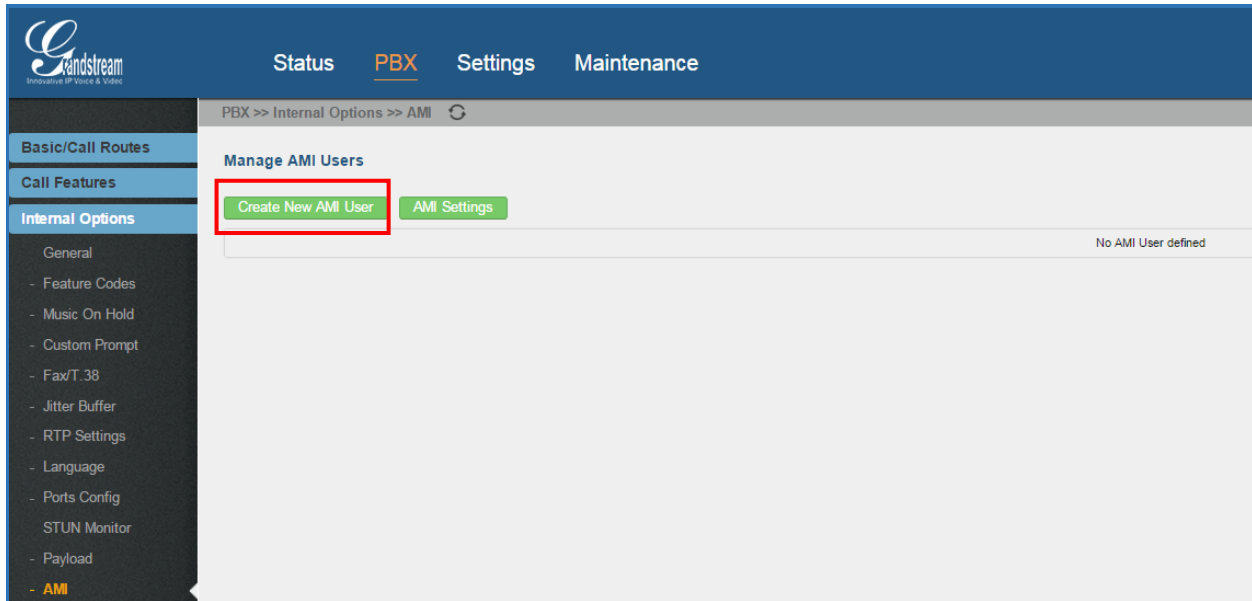 Grandstream
Innovative IP Voice & Video
Status PBX Settings Maintenance
PBX >> Internal Options >> AMI
Basic/Call Routes
Call Features
Internal Options
General
- Feature Codes
- Music On Hold
- Custom Prompt
- Fax/T.38
- Jitter Buffer
- RTP Settings
- Language
- Ports Config
STUN Monitor
- Payload
- AMI
Manage AMI Users
Create New AMI User AMI Settings
No AMI User defined